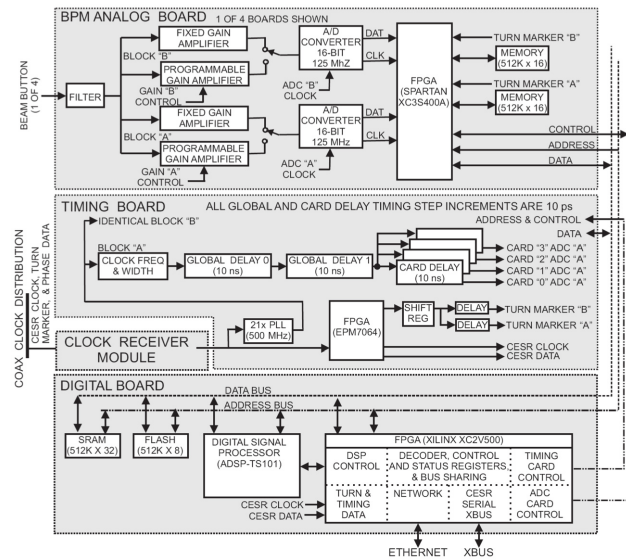 BPM ANALOG BOARD 1 OF 4 BOARDS SHOWN
BEAM BUTTON
(1 OF 4)
FILTER
FIXED GAIN
AMPLIFIER
BLOCK "B"
PROGRAMMABLE
GAIN AMPLIFIER
GAIN "B"
CONTROL
FIXED GAIN
AMPLIFIER
BLOCK "A"
PROGRAMMABLE
GAIN AMPLIFIER
GAIN "A"
CONTROL
A/D
CONVERTER
16-BIT
125 MhZ
DAT
CLK
ADC "B"
CLOCK
A/D
CONVERTER
16-BIT
125 MHz
DAT
CLK
ADC "A"
CLOCK
FPGA
(SPARTAN
XC3S400A)
TURN MARKER "B"
MEMORY
(512K x 16)
TURN MARKER "A"
MEMORY
(512K x 16)
CONTROL
ADDRESS
DATA
TIMING BOARD ALL GLOBAL AND CARD DELAY TIMING STEP INCREMENTS ARE 10 ps
IDENTICAL BLOCK "B"
ADDRESS & CONTROL
DATA
BLOCK "A"
CLOCK FREQ
& WIDTH
GLOBAL DELAY 0
(10 ns)
GLOBAL DELAY 1
(10 ns)
CARD DELAY
(10 ns)
CARD "3" ADC "A"
CARD "2" ADC "A"
CARD "1" ADC "A"
CARD "0" ADC "A"
COAX CLOCK DISTRIBUTION
CESR CLOCK, TURN
MARKER, & PHASE DATA
CLOCK RECEIVER
MODULE
21x PLL
(500 MHz)
FPGA
(EPM7064)
SHIFT
REG
DELAY
DELAY
TURN MARKER "B"
TURN MARKER "A"
CESR CLOCK
CESR DATA
DIGITAL BOARD
DATA BUS
ADDRESS BUS
SRAM
(512K X 32)
FLASH
(512K X 8)
DIGITAL SIGNAL
PROCESSOR
(ADSP-TS101)
FPGA (XILINX XC2V500)
DSP
CONTROL
DECODER, CONTROL
AND STATUS REGISTERS,
& BUS SHARING
TIMING
CARD
CONTROL
TURN &
TIMING
DATA
NETWORK
CESR
SERIAL
XBUS
ADC
CARD
CONTROL
CESR CLOCK
CESR DATA
ETHERNET
XBUS